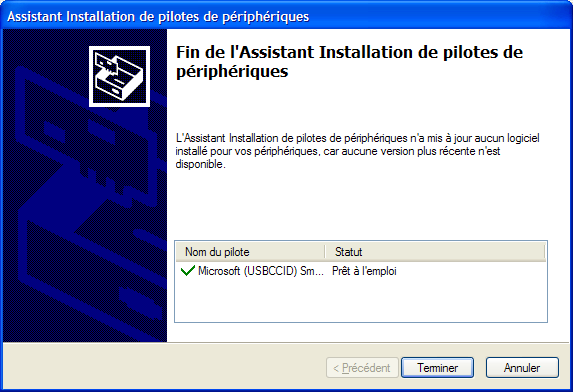 Assistant Installation de pilotes de périphériques
Fin de l'Assistant Installation de pilotes de
périphériques
L'Assistant Installation de pilotes de périphériques n'a mis à jour aucun logiciel
installé pour vos périphériques, car aucune version plus récente n'est
disponible.
Nom du pilote Statut
Microsoft (USBCCID) Sm... Prêt à l'emploi
< Précédent Terminer Annuler